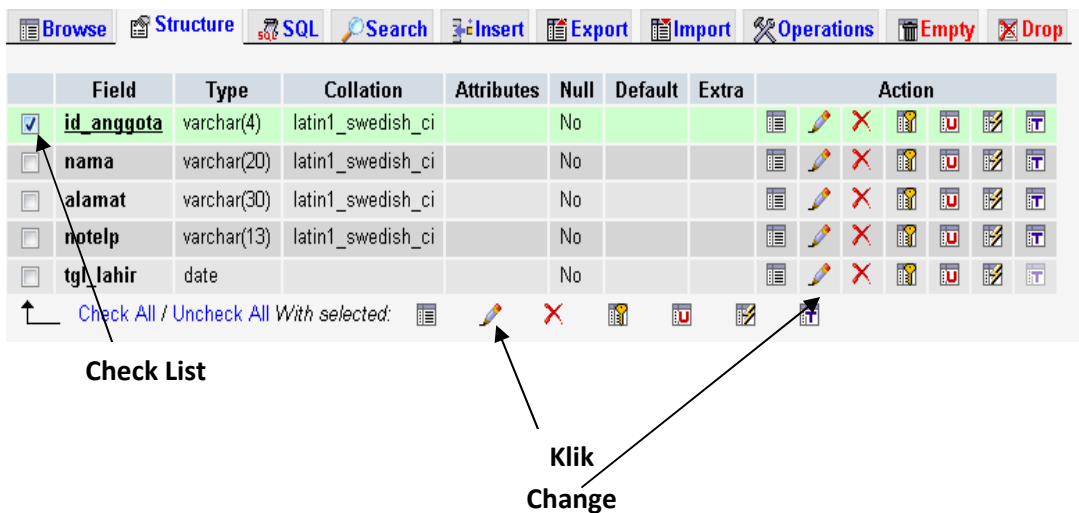 Browse Structure SQL Search Insert Export Import Operations Empty Drop
Field Type Collation Attributes Null Default Extra Action
id_anggota varchar(4) latin1_swedish_ci No
nama varchar(20) latin1_swedish_ci No
alamat varchar(30) latin1_swedish_ci No
notelp varchar(13) latin1_swedish_ci No
tgl_lahir date No
Check All / Uncheck All With selected:
Check List
Klik
Change